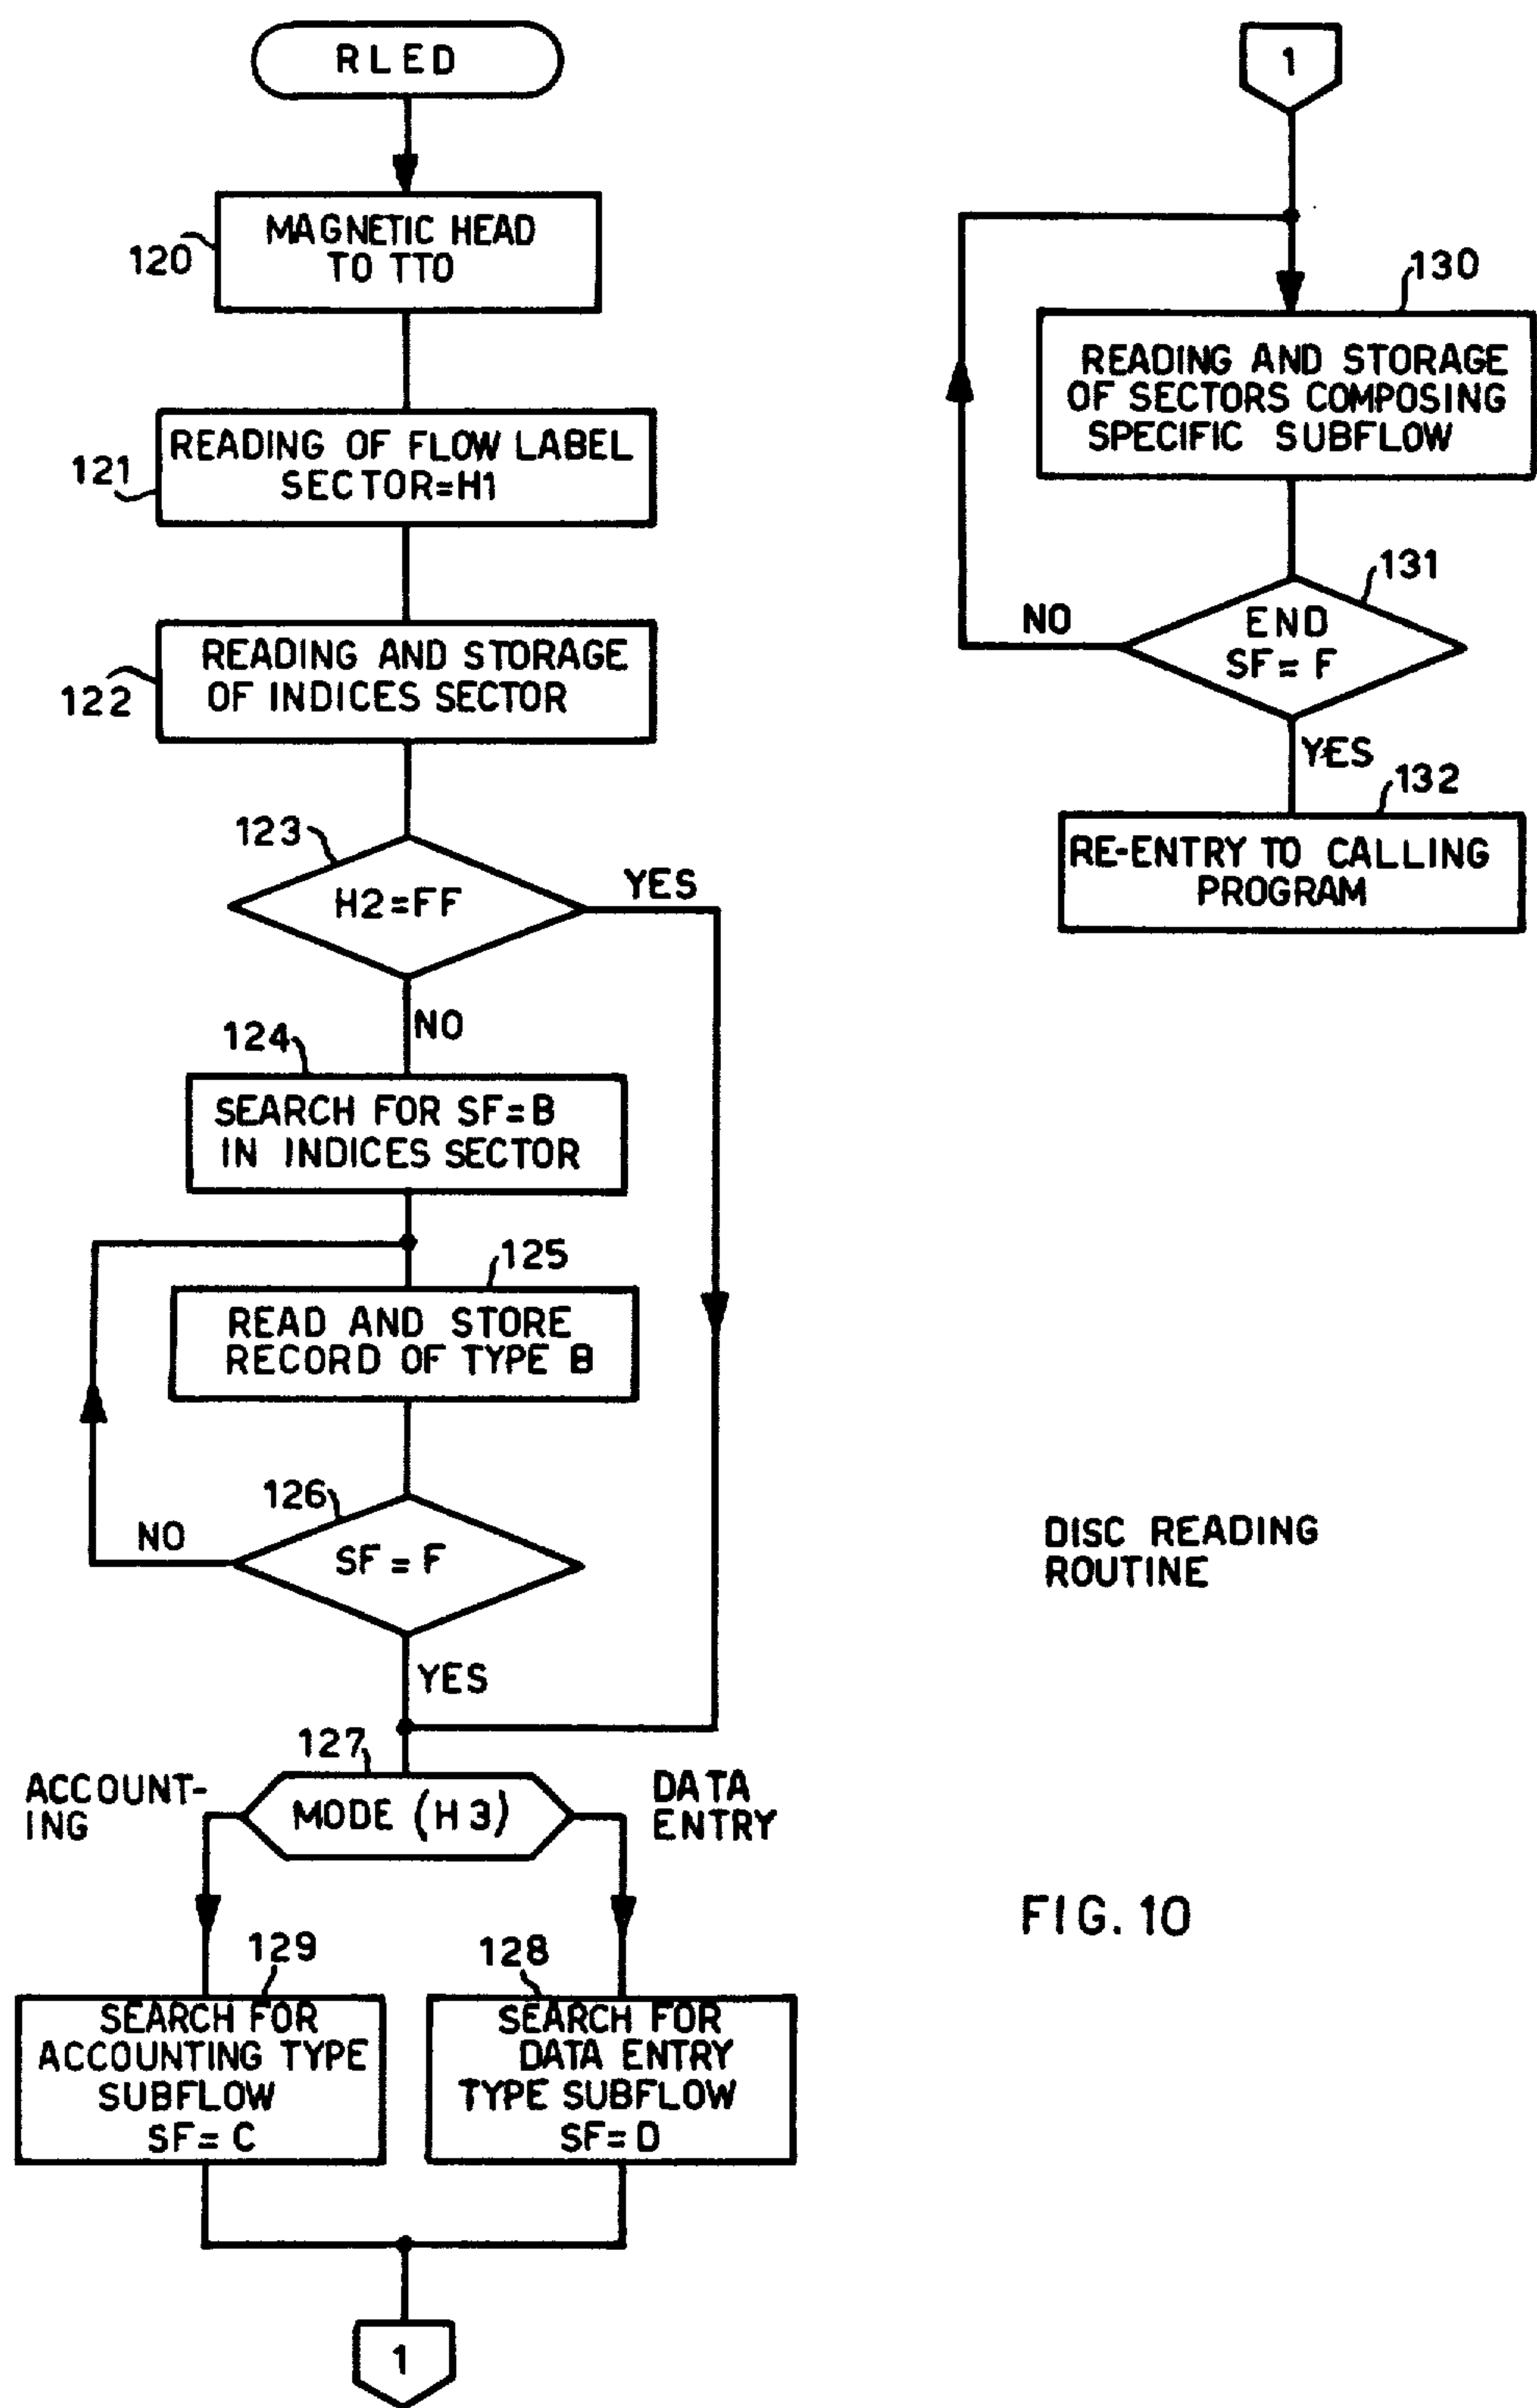 RLED
MAGNETIC HEAD
TO TTO
120
READING OF FLOW LABEL
SECTOR=H1
121
READING AND STORAGE
OF INDICES SECTOR
122
123
H2=FF
YES
NO
124
SEARCH FOR SF=B
IN INDICES SECTOR
125
READ AND STORE
RECORD OF TYPE B
126
SF=F
NO
YES
127
ACCOUNT-
ING
MODE (H3)
DATA
ENTRY
129
SEARCH FOR
ACCOUNTING TYPE
SUBFLOW
SF=C
128
SEARCH FOR
DATA ENTRY
TYPE SUBFLOW
SF=D
1
1
130
READING AND STORAGE
OF SECTORS COMPOSING
SPECIFIC SUBFLOW
131
END
SF=F
NO
YES
132
RE-ENTRY TO CALLING
PROGRAM
DISC READING
ROUTINE
FIG. 10